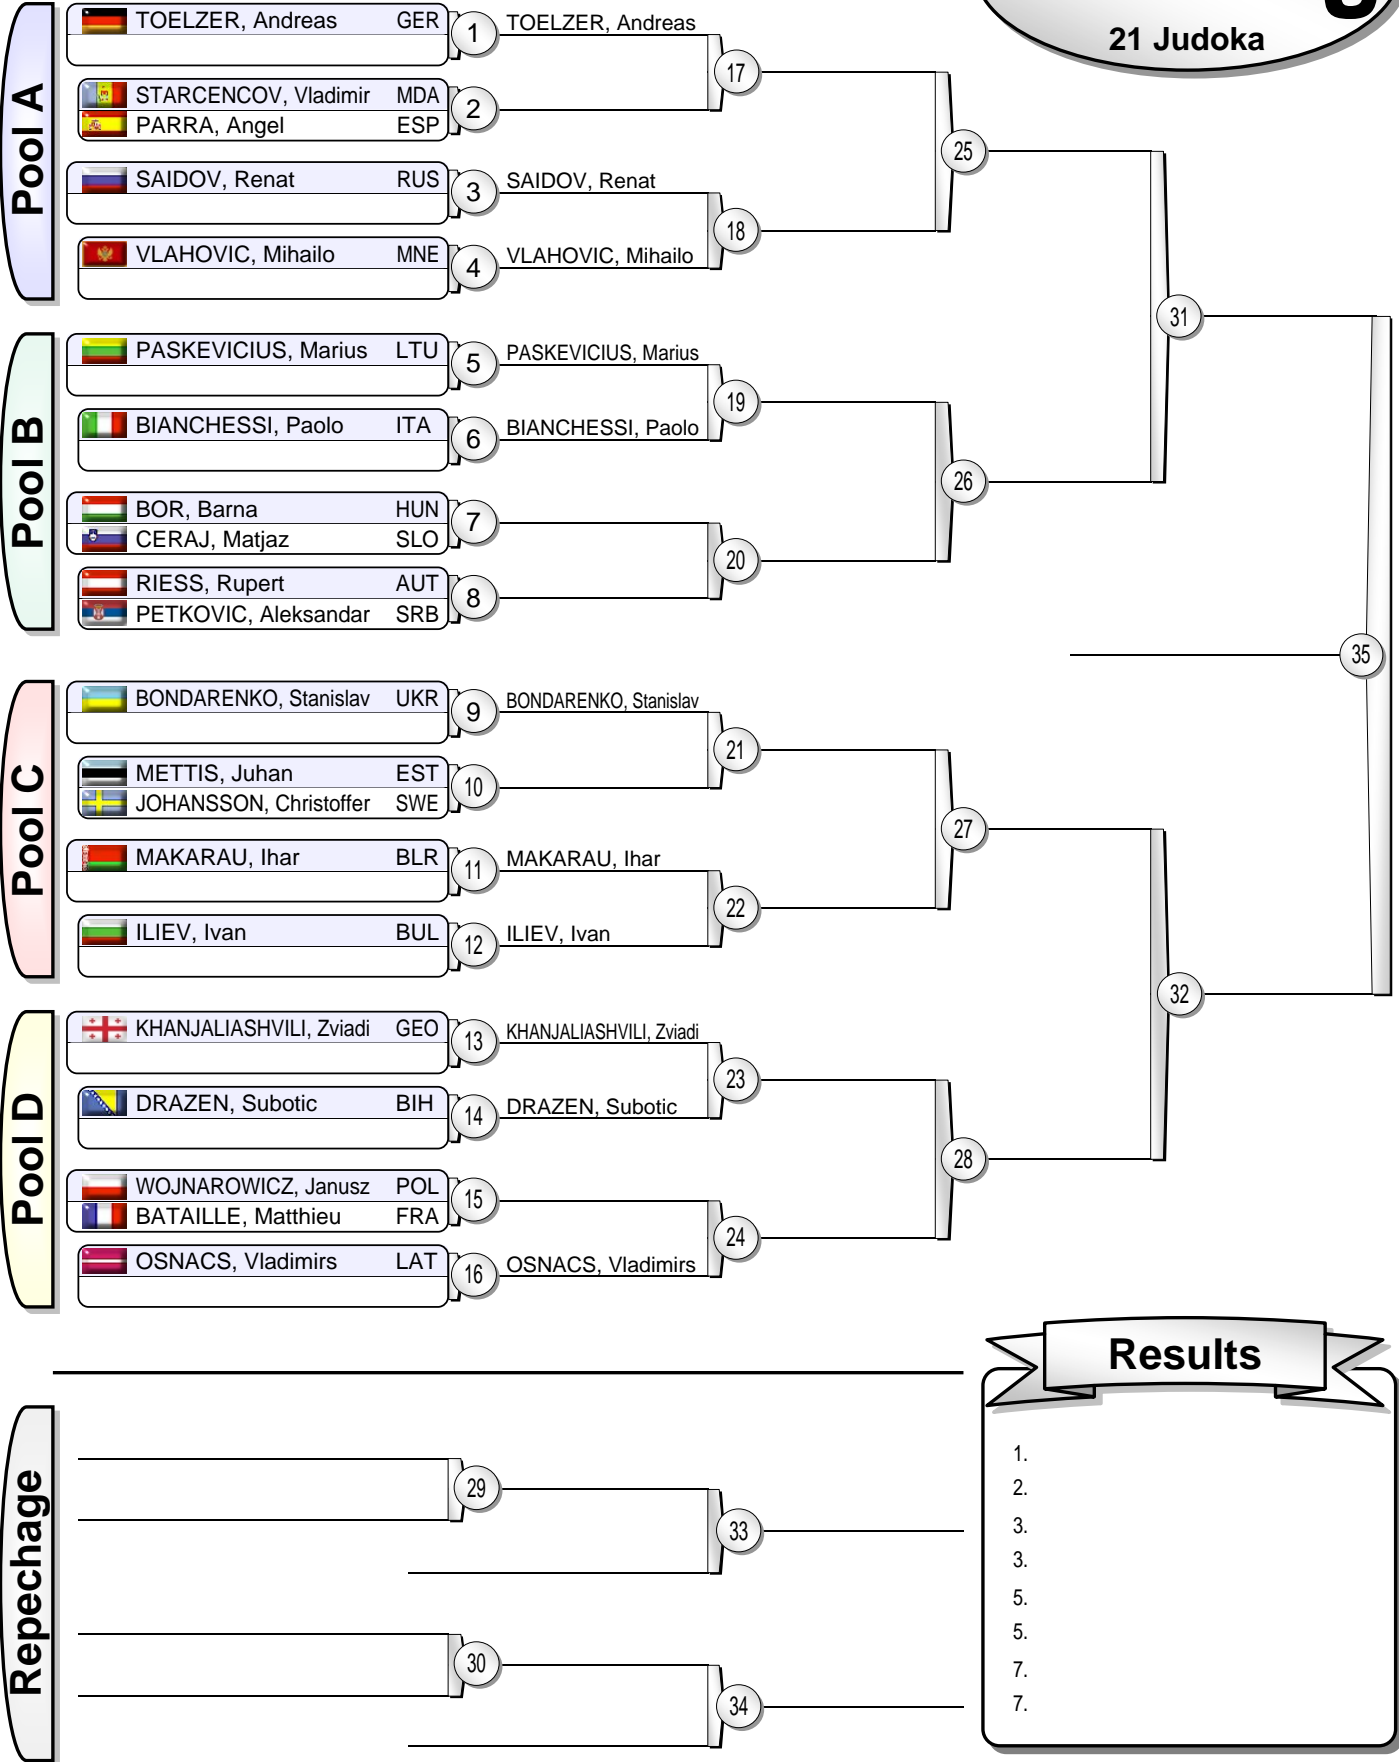 21 Judoka
Pool A
TOELZER, Andreas GER 1 TOELZER, Andreas
17
STARCENCOV, Vladimir MDA 2
PARRA, Angel ESP
25
SAIDOV, Renat RUS 3 SAIDOV, Renat
18
VLAHOVIC, Mihailo MNE 4 VLAHOVIC, Mihailo
31
Pool B
PASKEVICIUS, Marius LTU 5 PASKEVICIUS, Marius
19
BIANCHESSI, Paolo ITA 6 BIANCHESSI, Paolo
26
BOR, Barna HUN 7
CERAJ, Matjaz SLO
20
RIESS, Rupert AUT 8
PETKOVIC, Aleksandar SRB
35
Pool C
BONDARENKO, Stanislav UKR 9 BONDARENKO, Stanislav
21
METTIS, Juhan EST 10
JOHANSSON, Christoffer SWE
27
MAKARAU, Ihar BLR 11 MAKARAU, Ihar
22
ILIEV, Ivan BUL 12 ILIEV, Ivan
32
Pool D
KHANJALIASHVILI, Zviadi GEO 13 KHANJALIASHVILI, Zviadi
23
DRAZEN, Subotic BIH 14 DRAZEN, Subotic
28
WOJNAROWICZ, Janusz POL 15
BATAILLE, Matthieu FRA
24
OSNACS, Vladimirs LAT 16 OSNACS, Vladimirs
Repechage
29
33
30
34
Results
1.
2.
3.
3.
5.
5.
7.
7.